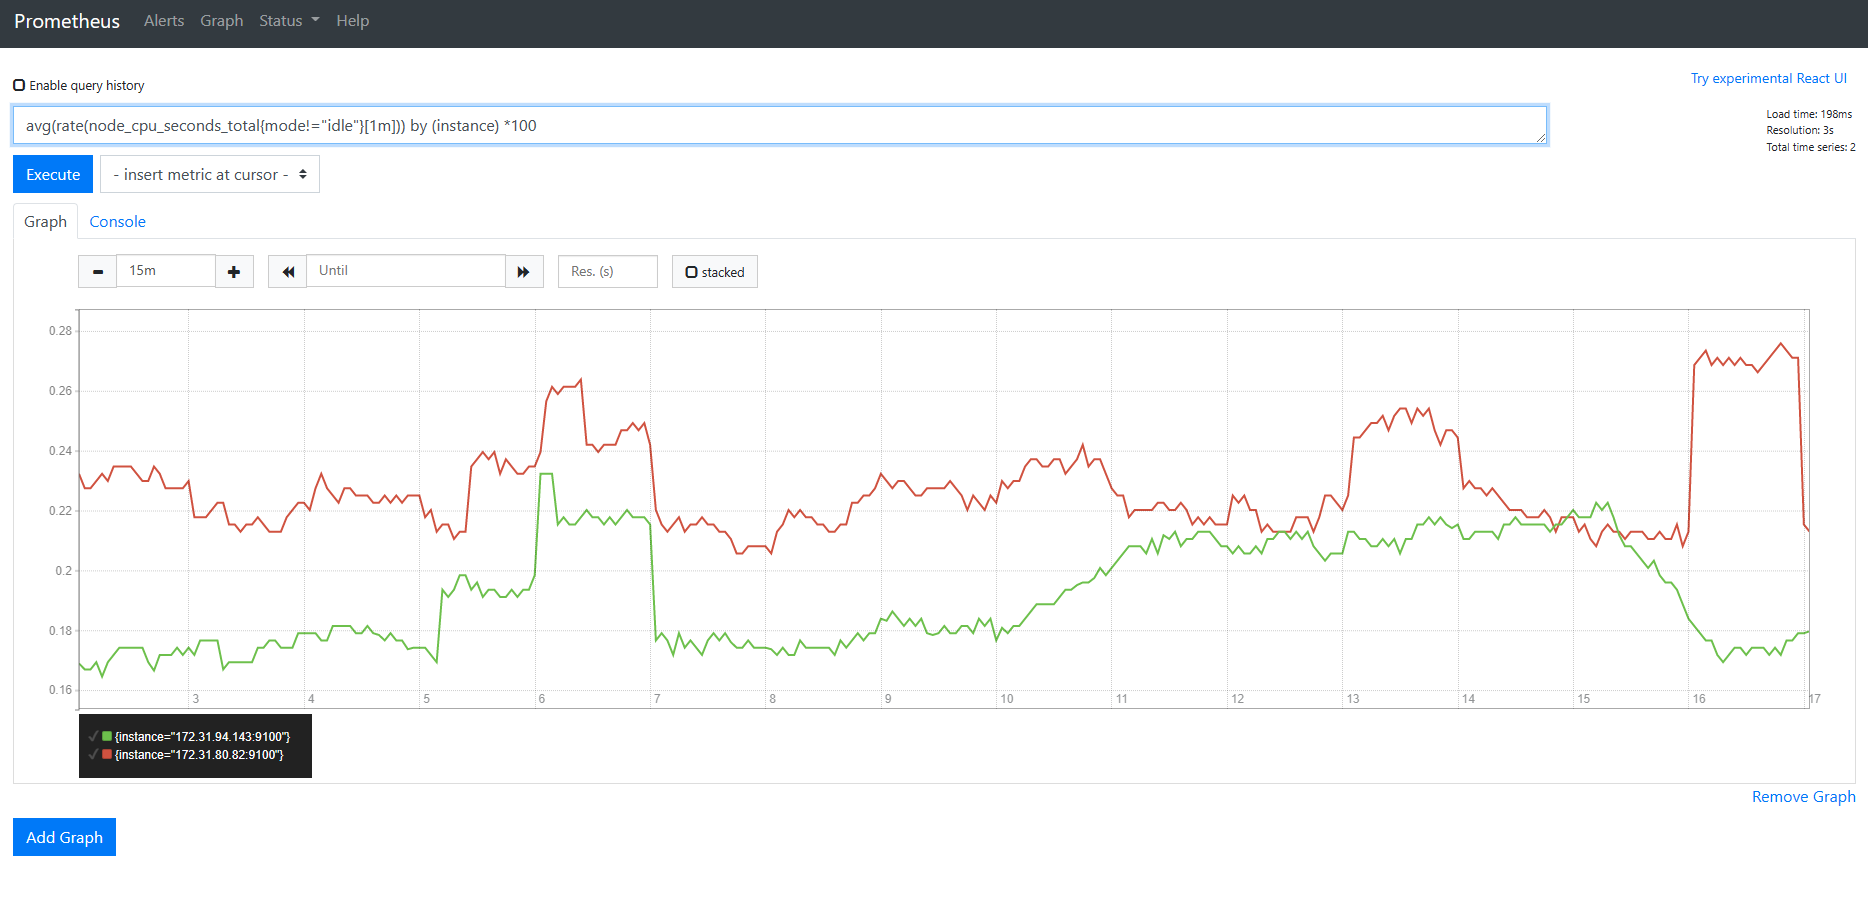 Prometheus Alerts Graph Status Help
Enable query history
Try experimental React UI
avg(rate(node_cpu_seconds_total{mode!="idle"}[1m])) by (instance) *100
Load time: 198ms
Resolution: 3s
Total time series: 2
Execute - insert metric at cursor -
Graph Console
15m Until Res. (s) stacked
0.28
0.26
0.24
0.22
0.2
0.18
0.16
3 4 5 6 7 8 9 10 11 12 13 14 15 16 17
{instance="172.31.94.143:9100"}
{instance="172.31.80.82:9100"}
Remove Graph
Add Graph